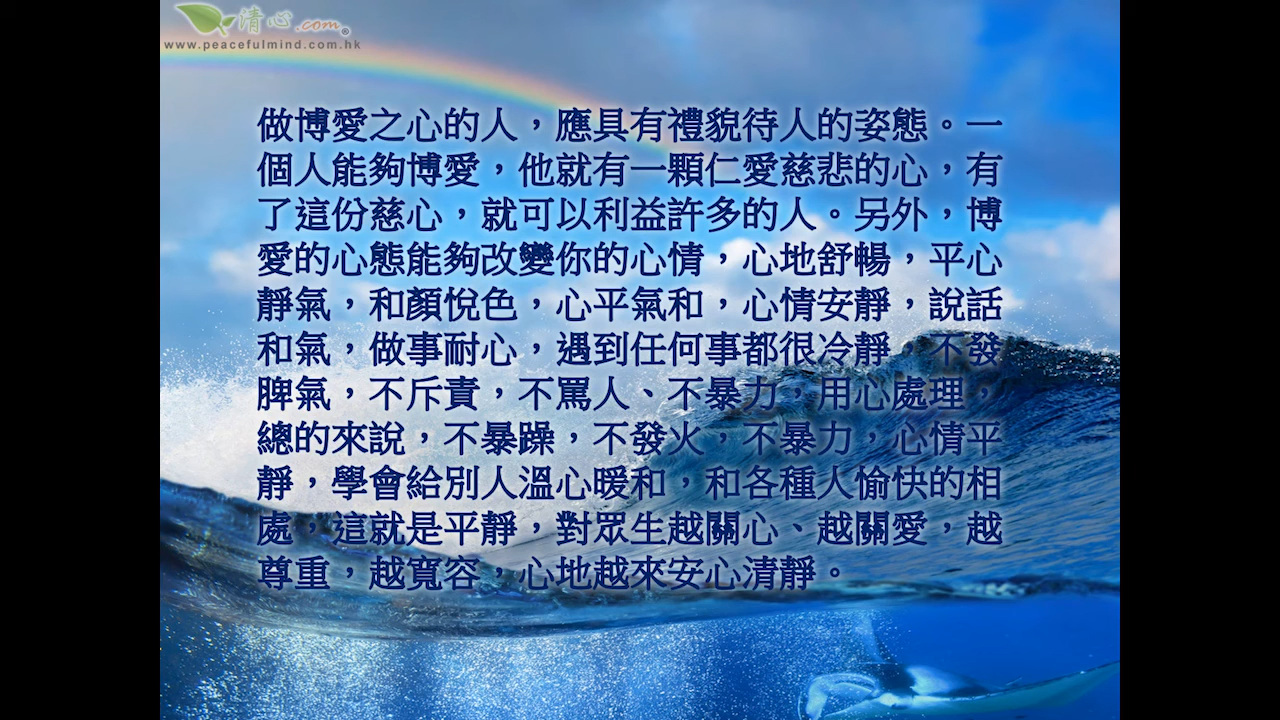 清心.com®
www.peacefulmind.com.hk
做博愛之心的人，應具有禮貌待人的姿態。一
個人能夠博愛，他就有一顆仁愛慈悲的心，有
了這份慈心，就可以利益許多的人。另外，博
愛的心態能夠改變你的心情，心地舒暢，平心
靜氣，和顏悅色，心平氣和，心情安靜，說話
和氣，做事耐心，遇到任何事都很冷靜，不發
脾氣，不斥責，不罵人、不暴力，用心處理，
總的來說，不暴躁，不發火，不暴力，心情平
靜，學會給別人溫心暖和，和各種人愉快的相
處，這就是平靜，對眾生越關心、越關愛，越
尊重，越寬容，心地越來安心清靜。